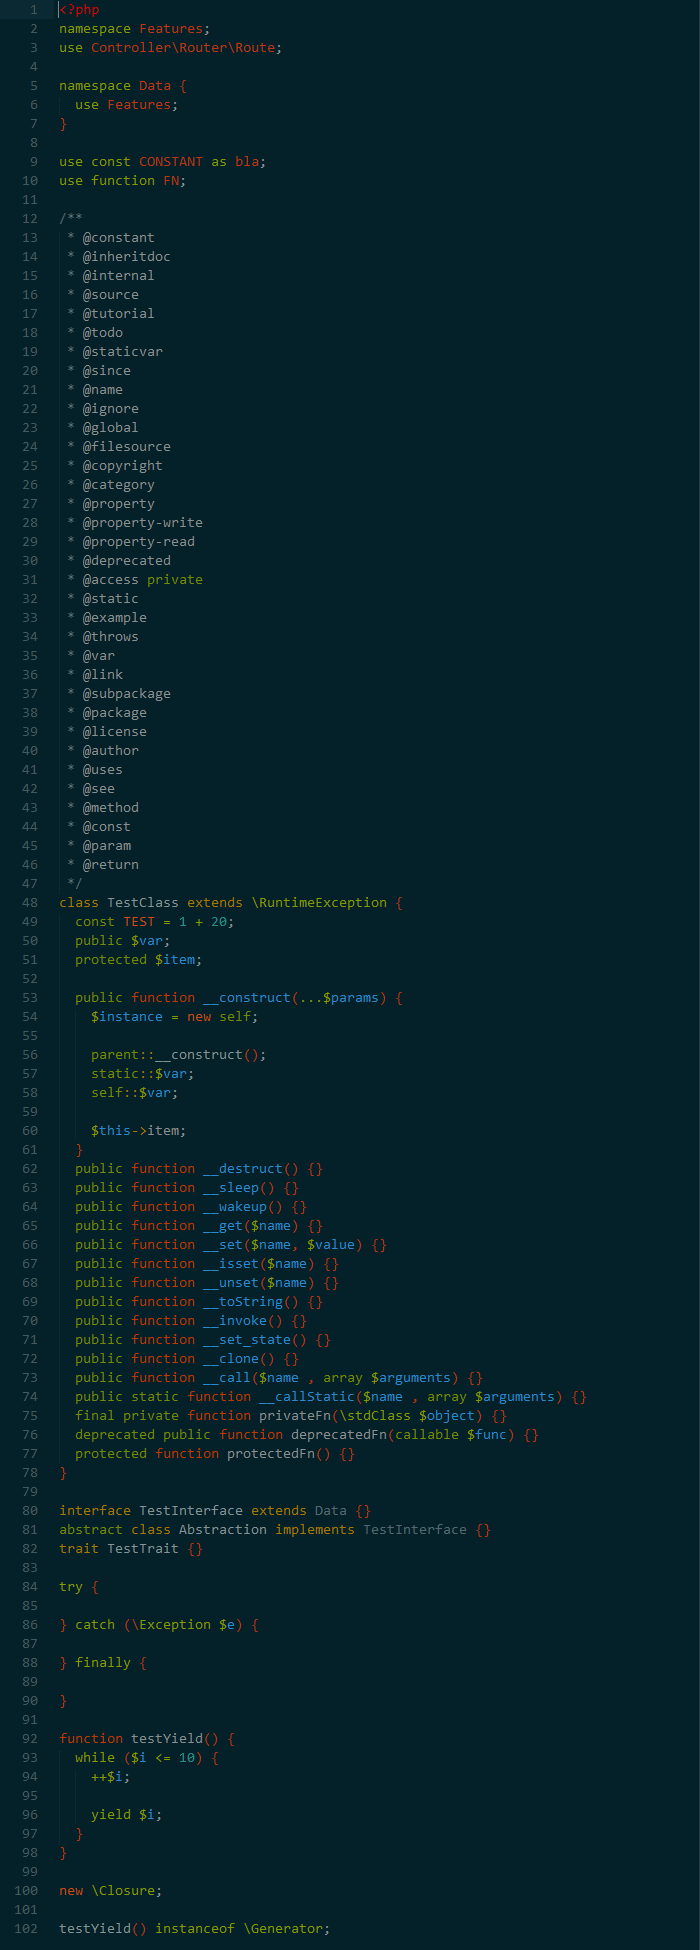 1 <?php
2 namespace Features;
3 use Controller\Router\Route;
4
5 namespace Data {
6 use Features;
7 }
8
9 use const CONSTANT as bla;
10 use function FN;
11
12 /**
13 * @constant
14 * @inheritdoc
15 * @internal
16 * @source
17 * @tutorial
18 * @todo
19 * @staticvar
20 * @since
21 * @name
22 * @ignore
23 * @global
24 * @filesource
25 * @copyright
26 * @category
27 * @property
28 * @property-write
29 * @property-read
30 * @deprecated
31 * @access private
32 * @static
33 * @example
34 * @throws
35 * @var
36 * @link
37 * @subpackage
38 * @package
39 * @license
40 * @author
41 * @uses
42 * @see
43 * @method
44 * @const
45 * @param
46 * @return
47 */
48 class TestClass extends \RuntimeException {
49 const TEST = 1 + 20;
50 public $var;
51 protected $item;
52
53 public function __construct(...$params) {
54 $instance = new self;
55
56 parent::__construct();
57 static::$var;
58 self::$var;
59
60 $this->item;
61 }
62 public function __destruct() {}
63 public function __sleep() {}
64 public function __wakeup() {}
65 public function __get($name) {}
66 public function __set($name, $value) {}
67 public function __isset($name) {}
68 public function __unset($name) {}
69 public function __toString() {}
70 public function __invoke() {}
71 public function __set_state() {}
72 public function __clone() {}
73 public function __call($name , array $arguments) {}
74 public static function __callStatic($name , array $arguments) {}
75 final private function privateFn(\stdClass $object) {}
76 deprecated public function deprecatedFn(callable $func) {}
77 protected function protectedFn() {}
78 }
79
80 interface TestInterface extends Data {}
81 abstract class Abstraction implements TestInterface {}
82 trait TestTrait {}
83
84 try {
85
86 } catch (\Exception $e) {
87
88 } finally {
89
90 }
91
92 function testYield() {
93 while ($i <= 10) {
94 ++$i;
95
96 yield $i;
97 }
98 }
99
100 new \Closure;
101
102 testYield() instanceof \Generator;